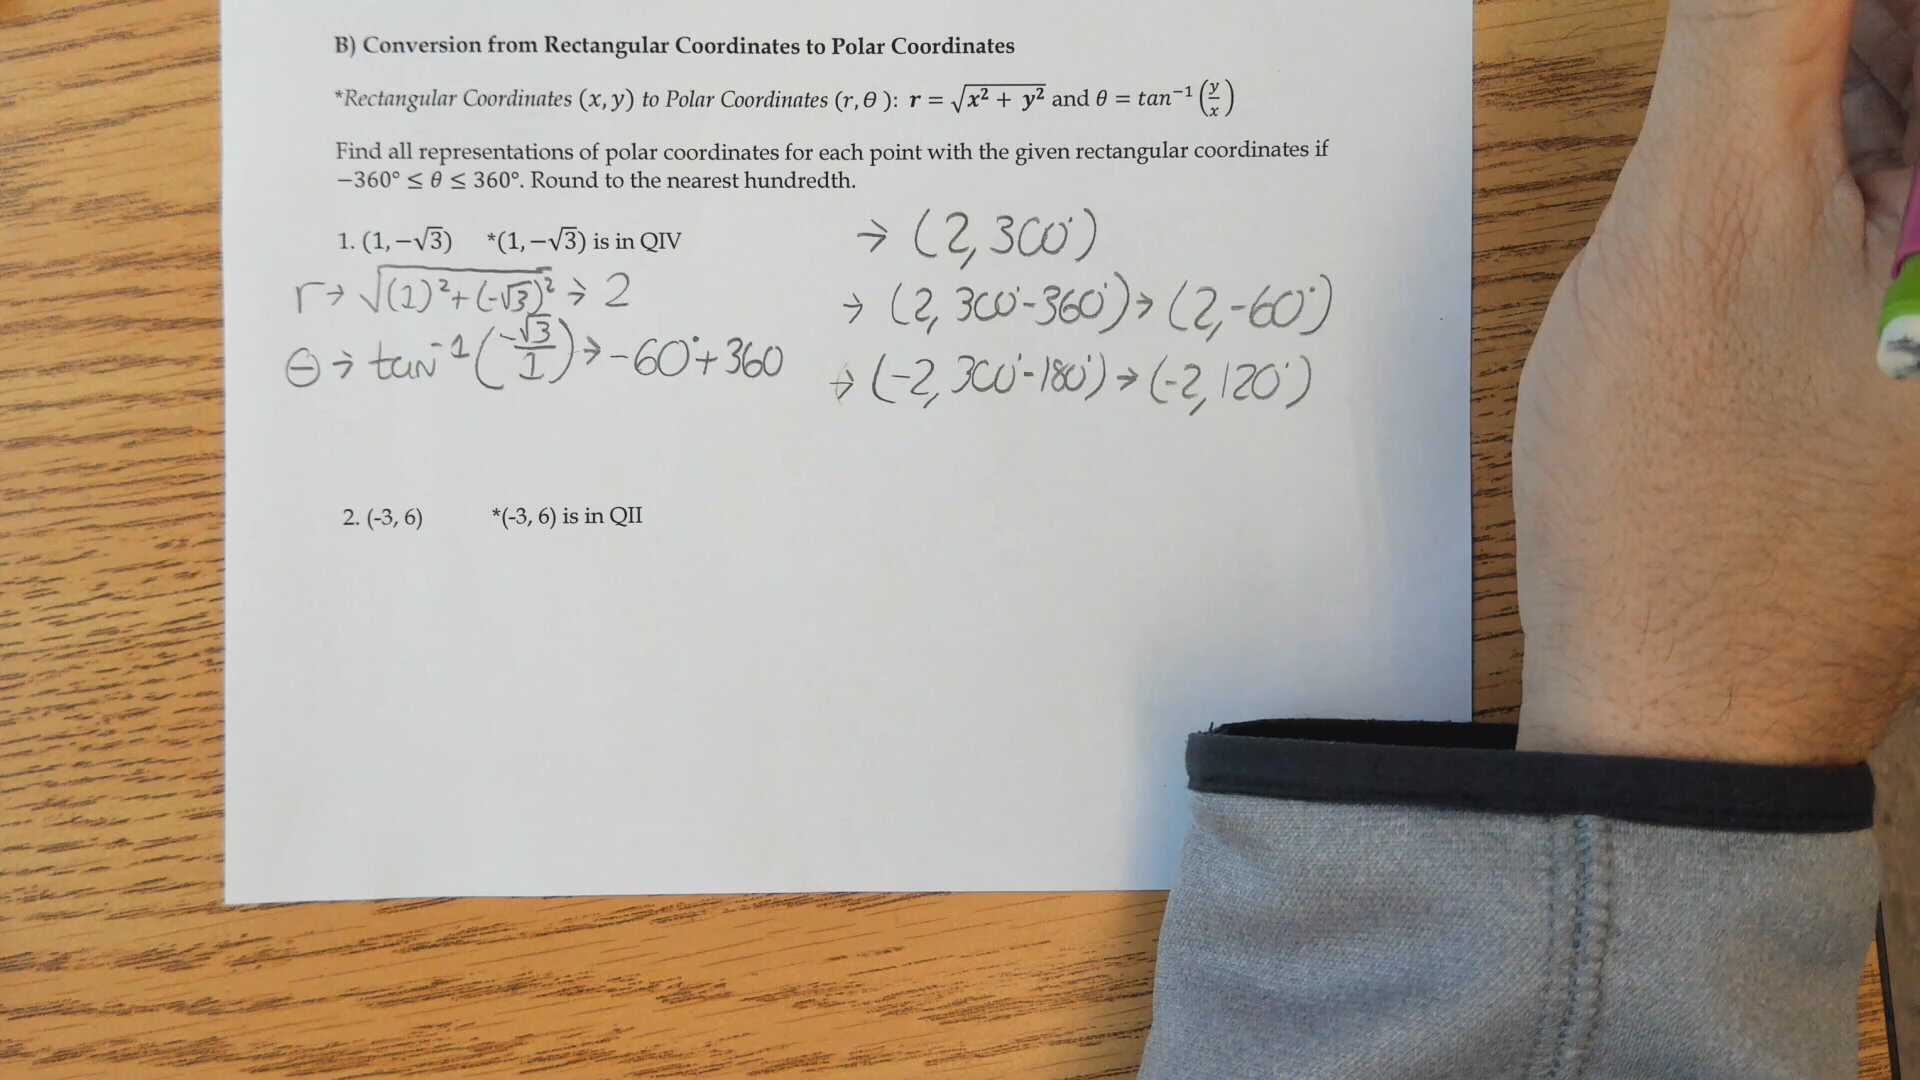 B) Conversion from Rectangular Coordinates to Polar Coordinates
*Rectangular Coordinates (x, y) to Polar Coordinates (r, θ ): r = √(x² + y²) and θ = tan⁻¹ (y/x)
Find all representations of polar coordinates for each point with the given rectangular coordinates if
−360° ≤ θ ≤ 360°. Round to the nearest hundredth.
1. (1, −√3) *(1, −√3) is in QIV
r → √((1)² + (-√3)²) → 2
θ → tan⁻¹ (-√3/1) → -60° + 360
→ (2, 300°)
→ (2, 300° - 360°) → (2, -60°)
→ (-2, 300° - 180°) → (-2, 120°)
2. (-3, 6) *(-3, 6) is in QII